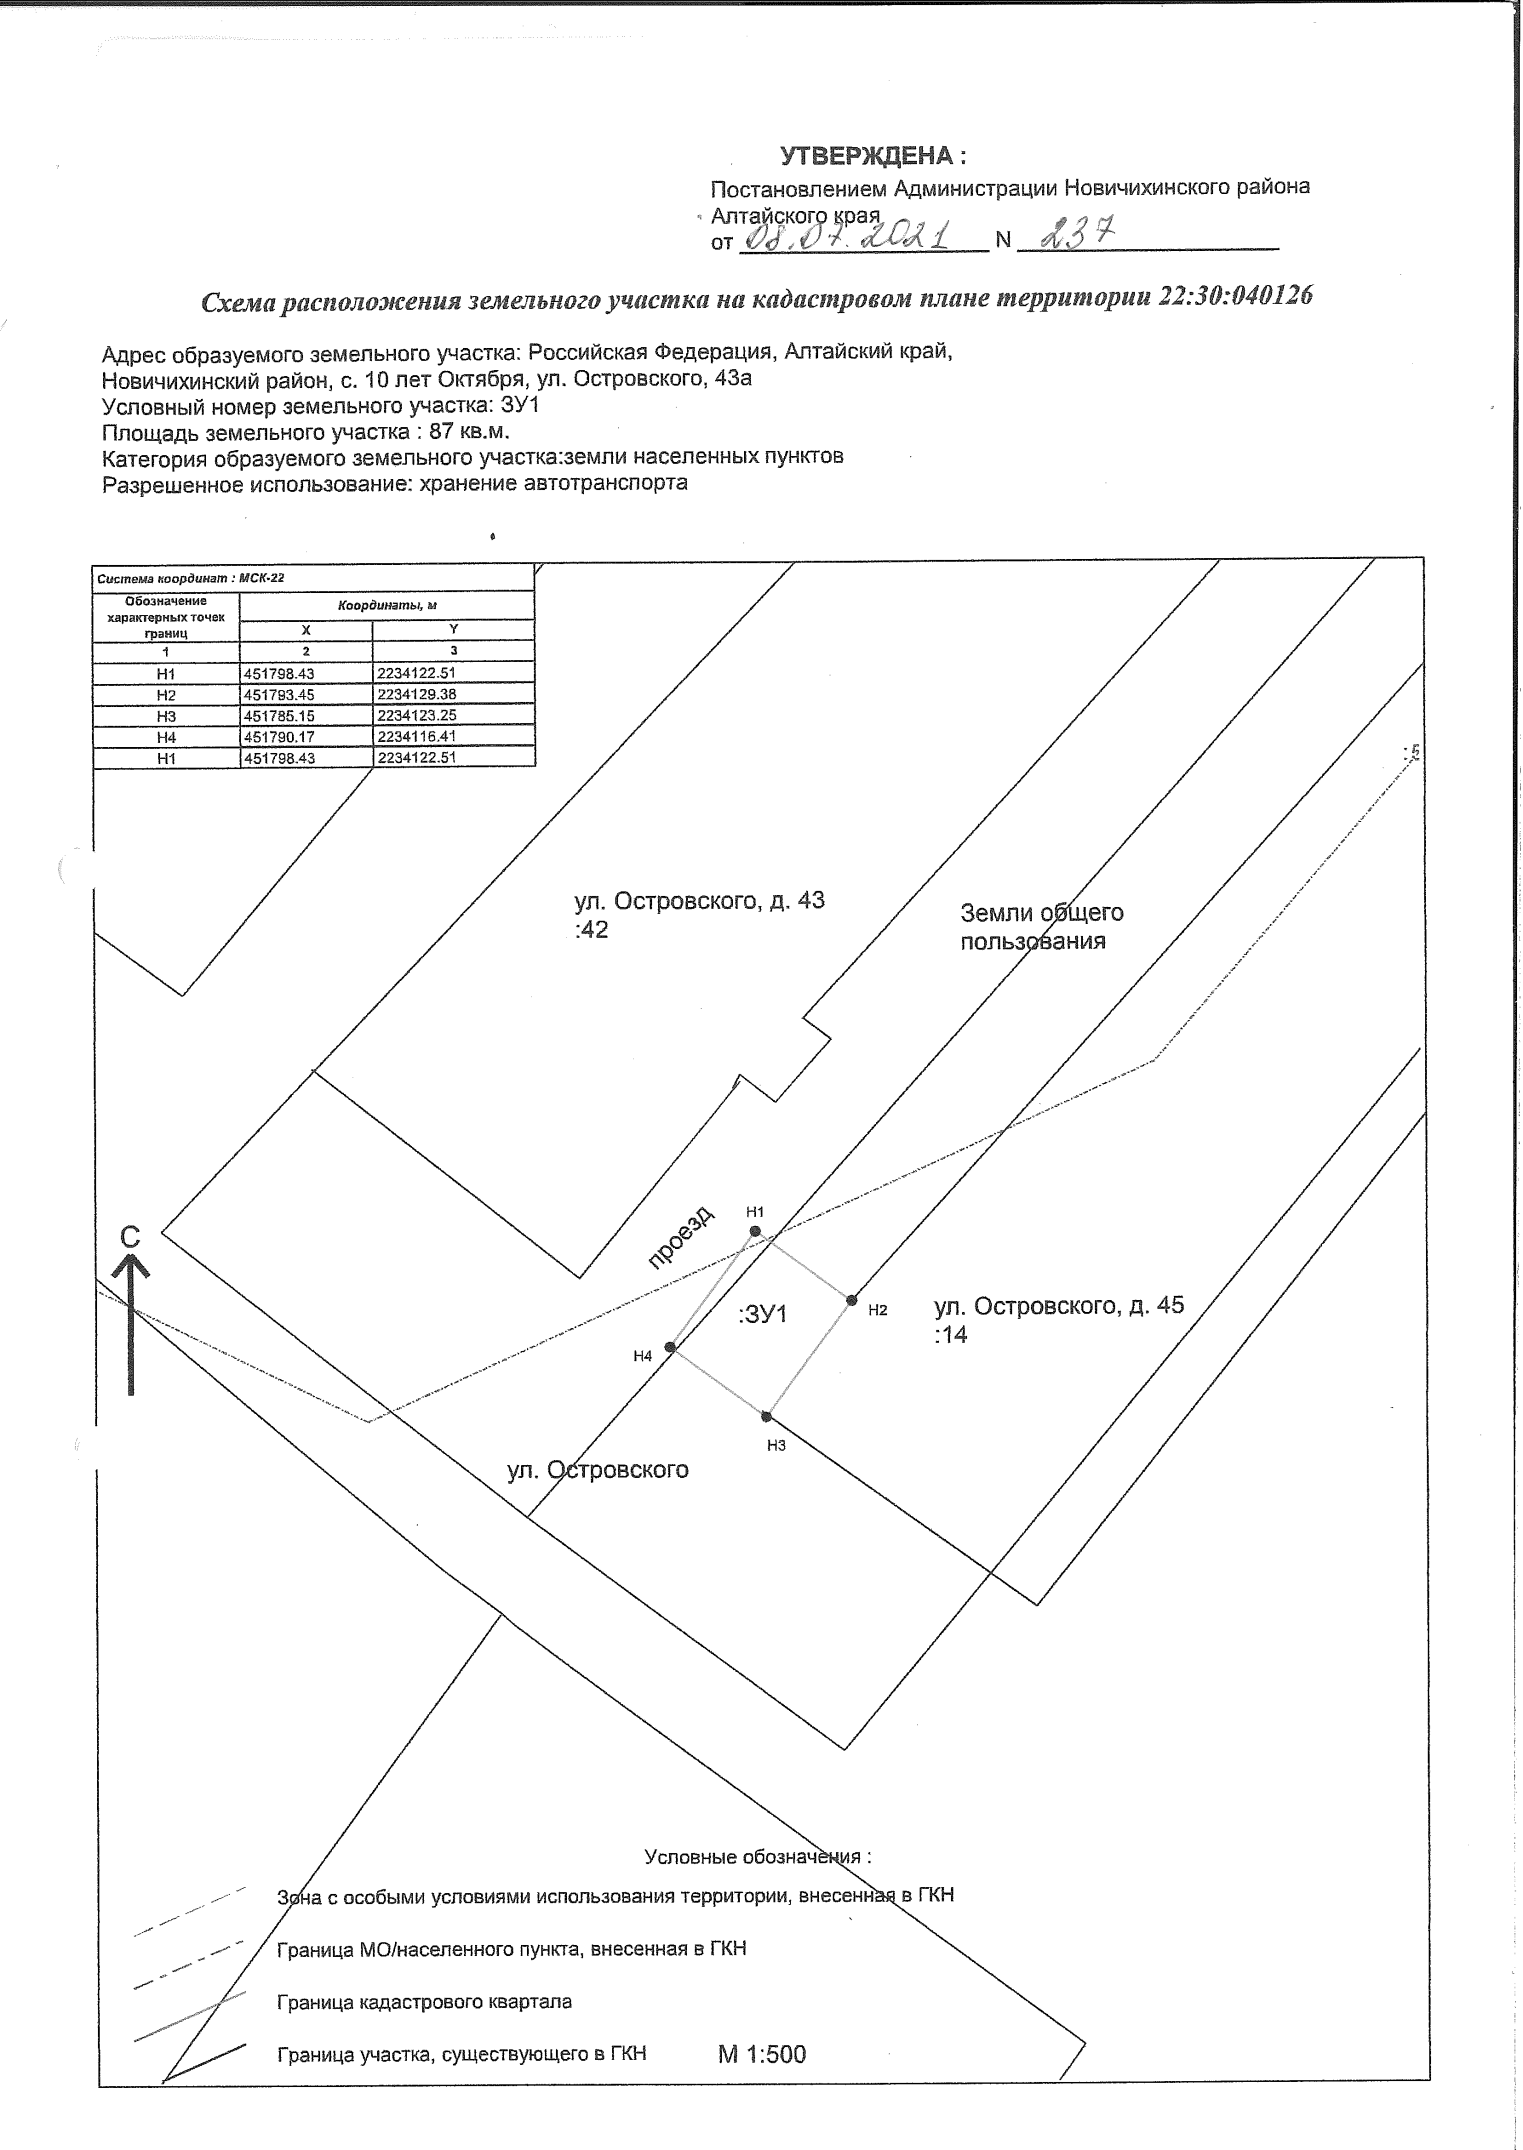 УТВЕРЖДЕНА :
Постановлением Администрации Новичихинского района
Алтайского края
от 08.07.2021 N 237
Схема расположения земельного участка на кадастровом плане территории 22:30:040126
Адрес образуемого земельного участка: Российская Федерация, Алтайский край,
Новичихинский район, с. 10 лет Октября, ул. Островского, 43а
Условный номер земельного участка: ЗУ1
Площадь земельного участка : 87 кв.м.
Категория образуемого земельного участка:земли населенных пунктов
Разрешенное использование: хранение автотранспорта
Система координат : МСК-22
Обозначение характерных точек границ Координаты, м
X Y
1 2 3
Н1 451798.43 2234122.51
Н2 451793.45 2234129.38
Н3 451785.15 2234123.25
Н4 451790.17 2234116.41
Н1 451798.43 2234122.51
:5
ул. Островского, д. 43
:42
Земли общего
пользования
проезд
Н1
С
:ЗУ1
Н2
ул. Островского, д. 45
:14
Н4
Н3
ул. Островского
Условные обозначения :
Зона с особыми условиями использования территории, внесенная в ГКН
Граница МО/населенного пункта, внесенная в ГКН
Граница кадастрового квартала
Граница участка, существующего в ГКН М 1:500